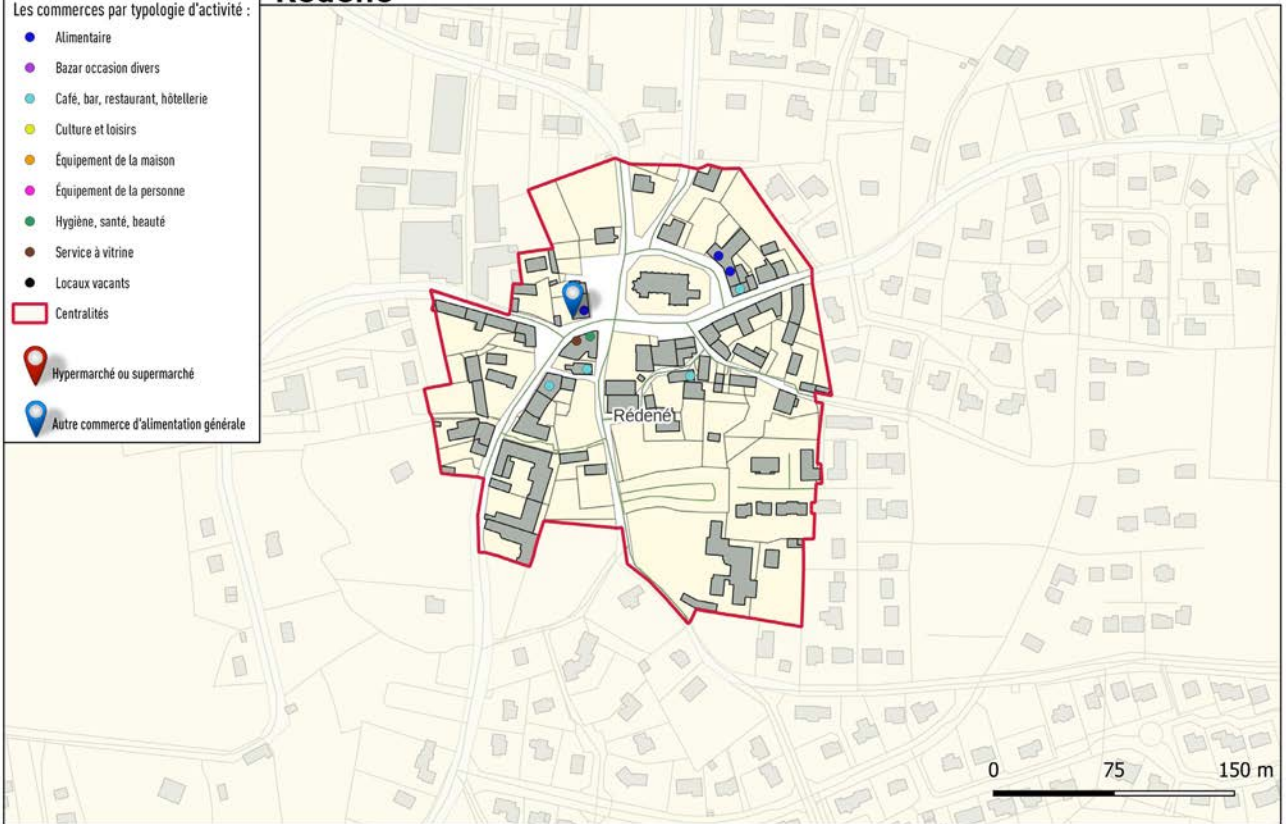 Rédené
Les commerces par typologie d'activité :
Alimentaire
Bazar occasion divers
Café, bar, restaurant, hôtellerie
Culture et loisirs
Équipement de la maison
Équipement de la personne
Hygiène, santé, beauté
Service à vitrine
Locaux vacants
Centralités
Hypermarché ou supermarché
Autre commerce d'alimentation générale
Rédené
0 75 150 m